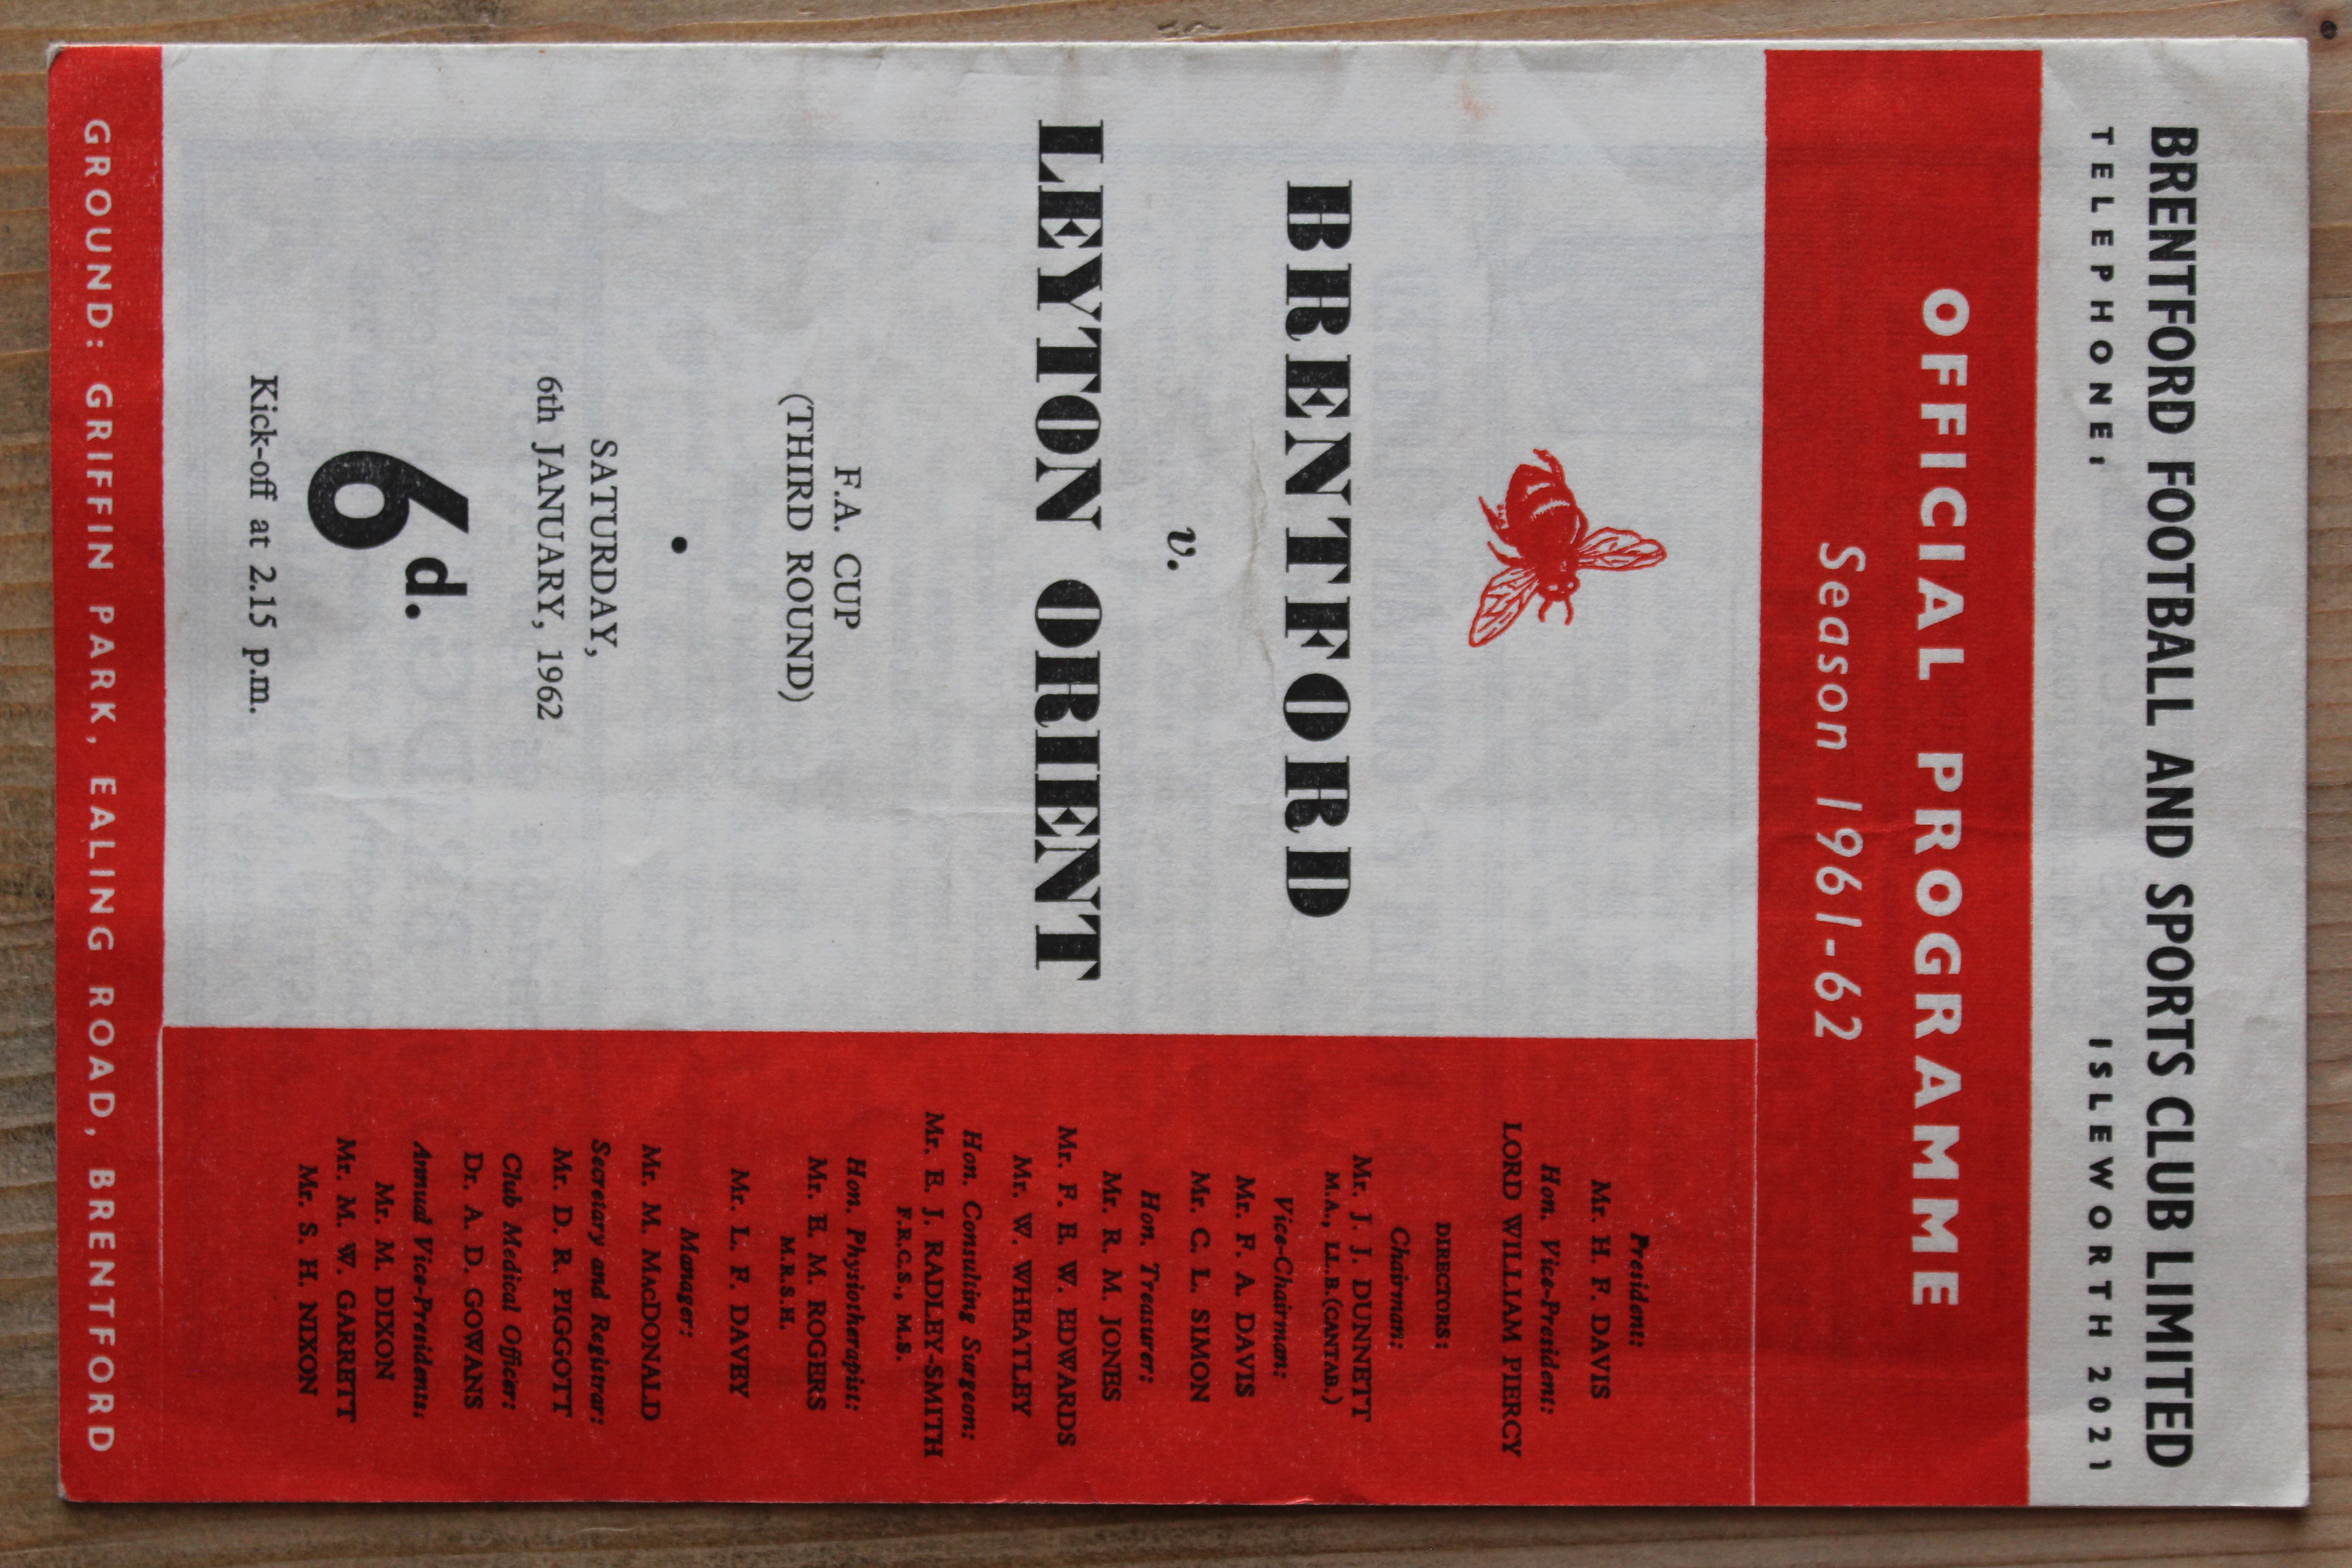 BRENTFORD FOOTBALL AND SPORTS CLUB LIMITED
TELEPHONE: ISLEWORTH 2021
OFFICIAL PROGRAMME
Season 1961-62
BRENTFORD
v.
LEYTON ORIENT
F.A. CUP
(THIRD ROUND)
SATURDAY,
6th JANUARY, 1962
6d.
Kick-off at 2.15 p.m.
President:
Mr. H. F. DAVIS
Hon. Vice-President:
LORD WILLIAM PIERCY
DIRECTORS:
Chairman:
Mr. J. J. DUNNETT
M.A., LL.B.(CANTAB.)
Vice-Chairman:
Mr. F. A. DAVIS
Mr. C. L. SIMON
Hon. Treasurer:
Mr. R. M. JONES
Mr. F. E. W. EDWARDS
Mr. W. WHEATLEY
Hon. Consulting Surgeon:
Mr. E. J. RADLEY-SMITH
F.R.C.S., M.S.
Hon. Physiotherapist:
Mr. E. M. ROGERS
M.R.S.H.
Mr. L. F. DAVEY
Manager:
Mr. M. MacDONALD
Secretary and Registrar:
Mr. D. R. PIGGOTT
Club Medical Officer:
Dr. A. D. GOWANS
Annual Vice-Presidents:
Mr. M. DIXON
Mr. M. W. GARRETT
Mr. S. H. NIXON
GROUND: GRIFFIN PARK, EALING ROAD, BRENTFORD